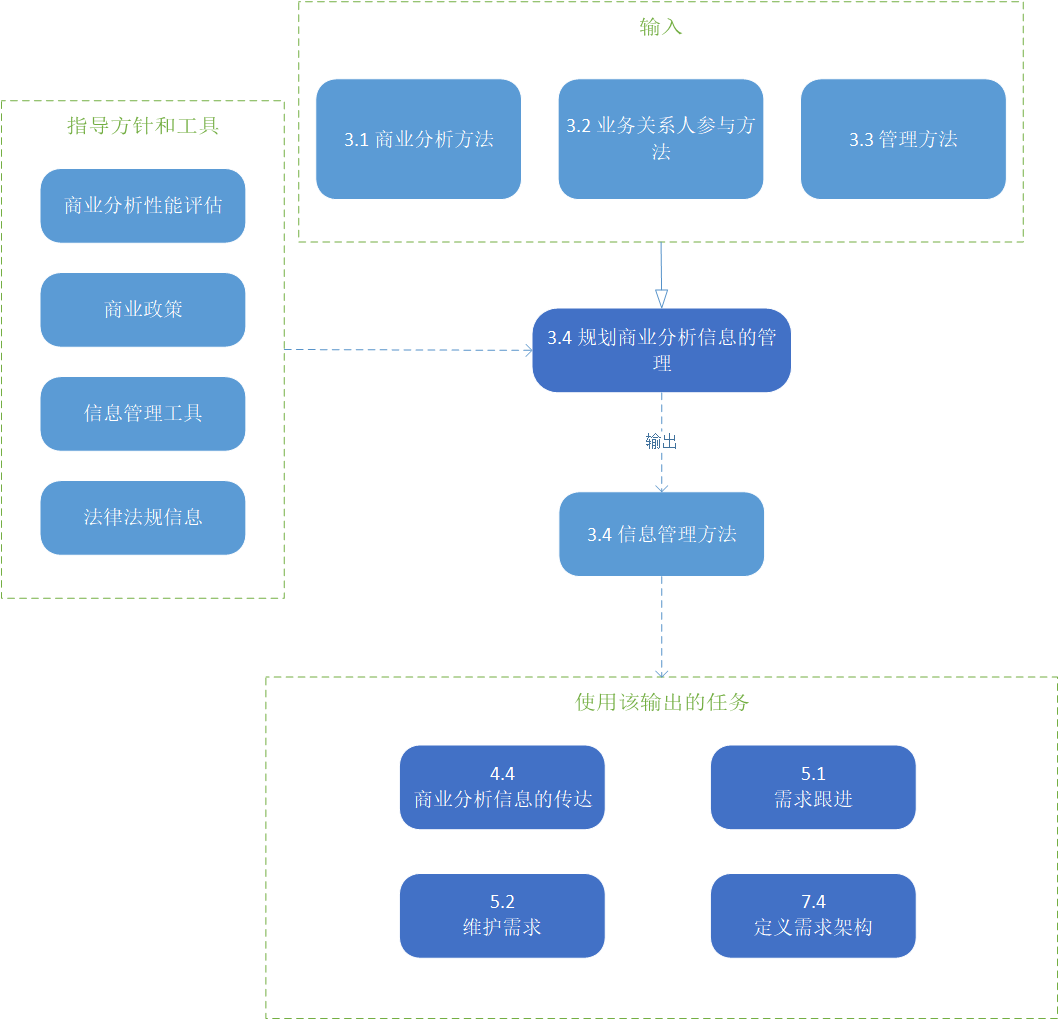 输入
3.1 商业分析方法
3.2 业务关系人参与方
法
3.3 管理方法
指导方针和工具
商业分析性能评估
商业政策
信息管理工具
法律法规信息
3.4 规划商业分析信息的管
理
输出
3.4 信息管理方法
使用该输出的任务
4.4
商业分析信息的传达
5.1
需求跟进
5.2
维护需求
7.4
定义需求架构